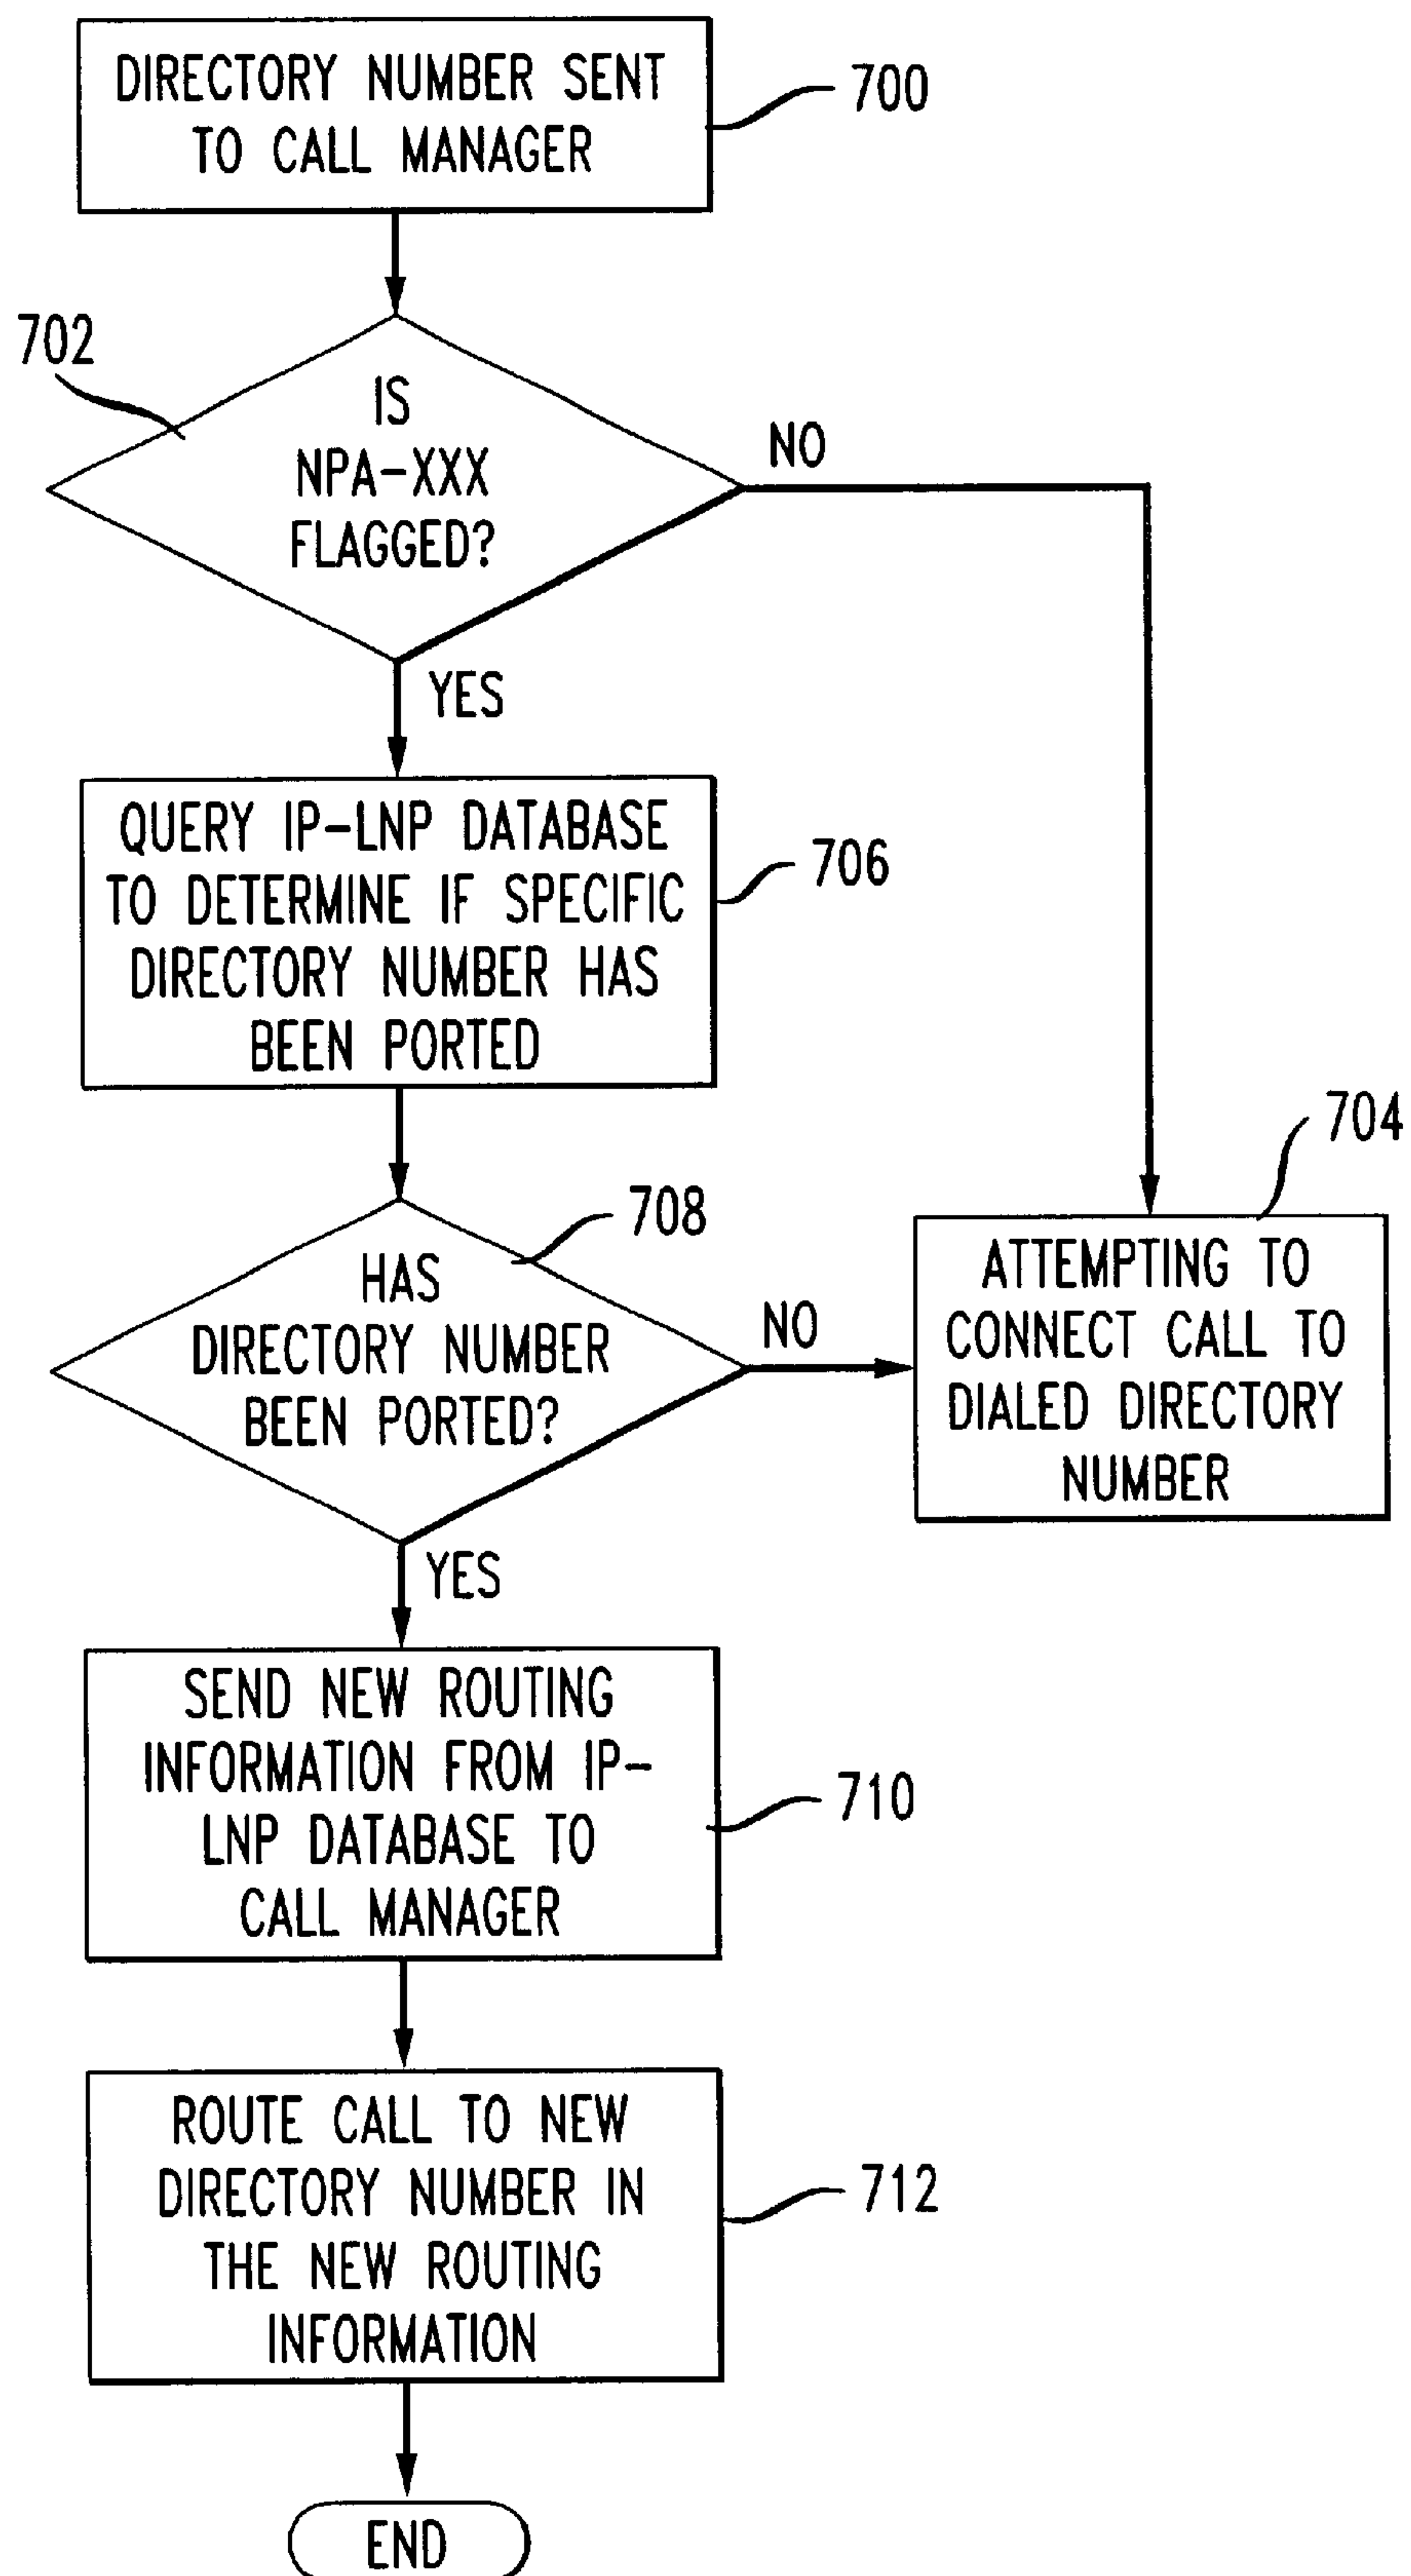 DIRECTORY NUMBER SENT
TO CALL MANAGER
700
702
IS
NPA-XXX
FLAGGED?
NO
YES
QUERY IP-LNP DATABASE
TO DETERMINE IF SPECIFIC
DIRECTORY NUMBER HAS
BEEN PORTED
706
704
708
HAS
DIRECTORY NUMBER
BEEN PORTED?
NO
YES
ATTEMPTING TO
CONNECT CALL TO
DIALED DIRECTORY
NUMBER
SEND NEW ROUTING
INFORMATION FROM IP-
LNP DATABASE TO
CALL MANAGER
710
ROUTE CALL TO NEW
DIRECTORY NUMBER IN
THE NEW ROUTING
INFORMATION
712
END